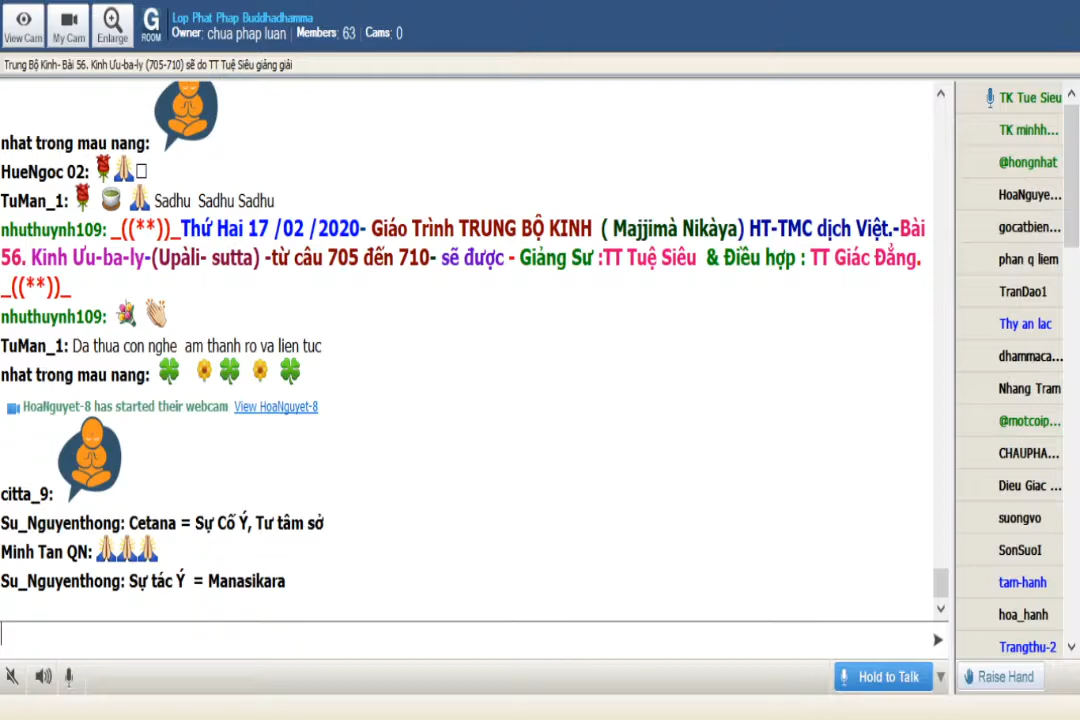 View Cam
My Cam
Enlarge
G
ROOM
Lop Phat Phap Buddhadhamma
Owner: chua phap luan | Members: 63 | Cams: 0
Trung Bộ Kinh- Bài 56. Kinh Ưu-ba-ly (705-710) sẽ do TT Tuệ Siêu giảng giải
nhat trong mau nang:
HueNgoc 02:
TuMan_1: Sadhu Sadhu Sadhu
nhuthuynh109: _((**))_Thứ Hai 17 /02 /2020- Giáo Trình TRUNG BỘ KINH ( Majjimà Nikàya) HT-TMC dịch Việt.-Bài
56. Kinh Ưu-ba-ly-(Upàli- sutta) -từ câu 705 đến 710- sẽ được - Giảng Sư :TT Tuệ Siêu & Điều hợp : TT Giác Đẳng.
_((**))_
nhuthuynh109:
TuMan_1: Da thua con nghe am thanh ro va lien tuc
nhat trong mau nang:
HoaNguyet-8 has started their webcam View HoaNguyet-8
citta_9:
Su_Nguyenthong: Cetana = Sự Cố Ý, Tư tâm sở
Minh Tan QN:
Su_Nguyenthong: Sự tác Ý = Manasikara
TK Tue Sieu
TK minhh...
@hongnhat
HoaNguye...
gocatbien...
phan q liem
TranDao1
Thy an lac
dhammaca...
Nhang Tram
@motcoip...
CHAUPHA...
Dieu Giac ...
suongvo
SonSuoI
tam-hanh
hoa_hanh
Trangthu-2
Hold to Talk
Raise Hand